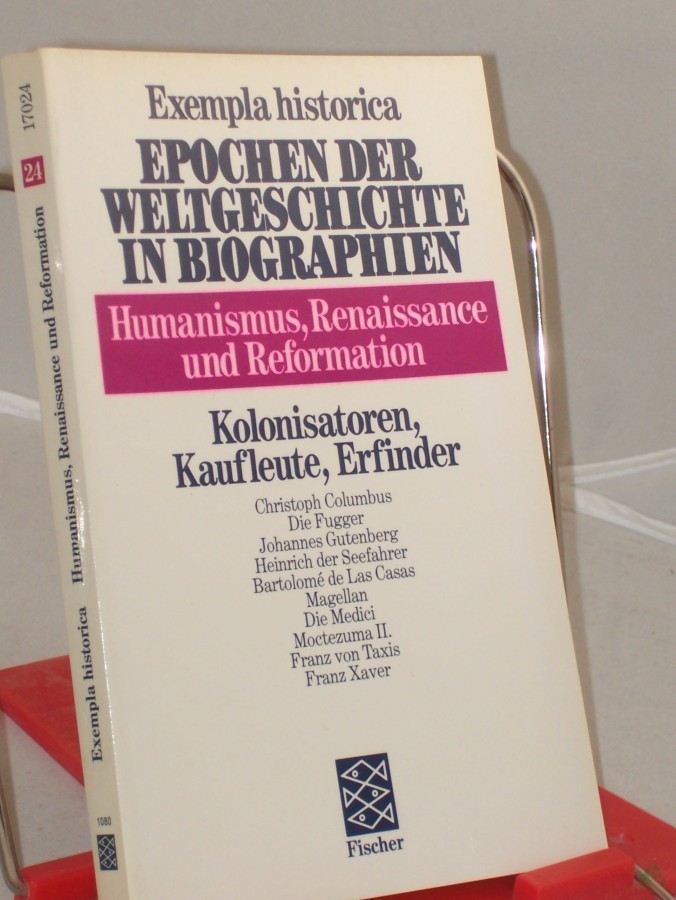 Exempla historica
EPOCHEN DER
WELTGESCHICHTE
IN BIOGRAPHIEN
Humanismus, Renaissance
und Reformation
Kolonisatoren,
Kaufleute, Erfinder
Christoph Columbus
Die Fugger
Johannes Gutenberg
Heinrich der Seefahrer
Bartolomé de Las Casas
Magellan
Die Medici
Moctezuma II.
Franz von Taxis
Franz Xaver
Fischer
17024
24
Exempla historica Humanismus, Renaissance und Reformation
1080